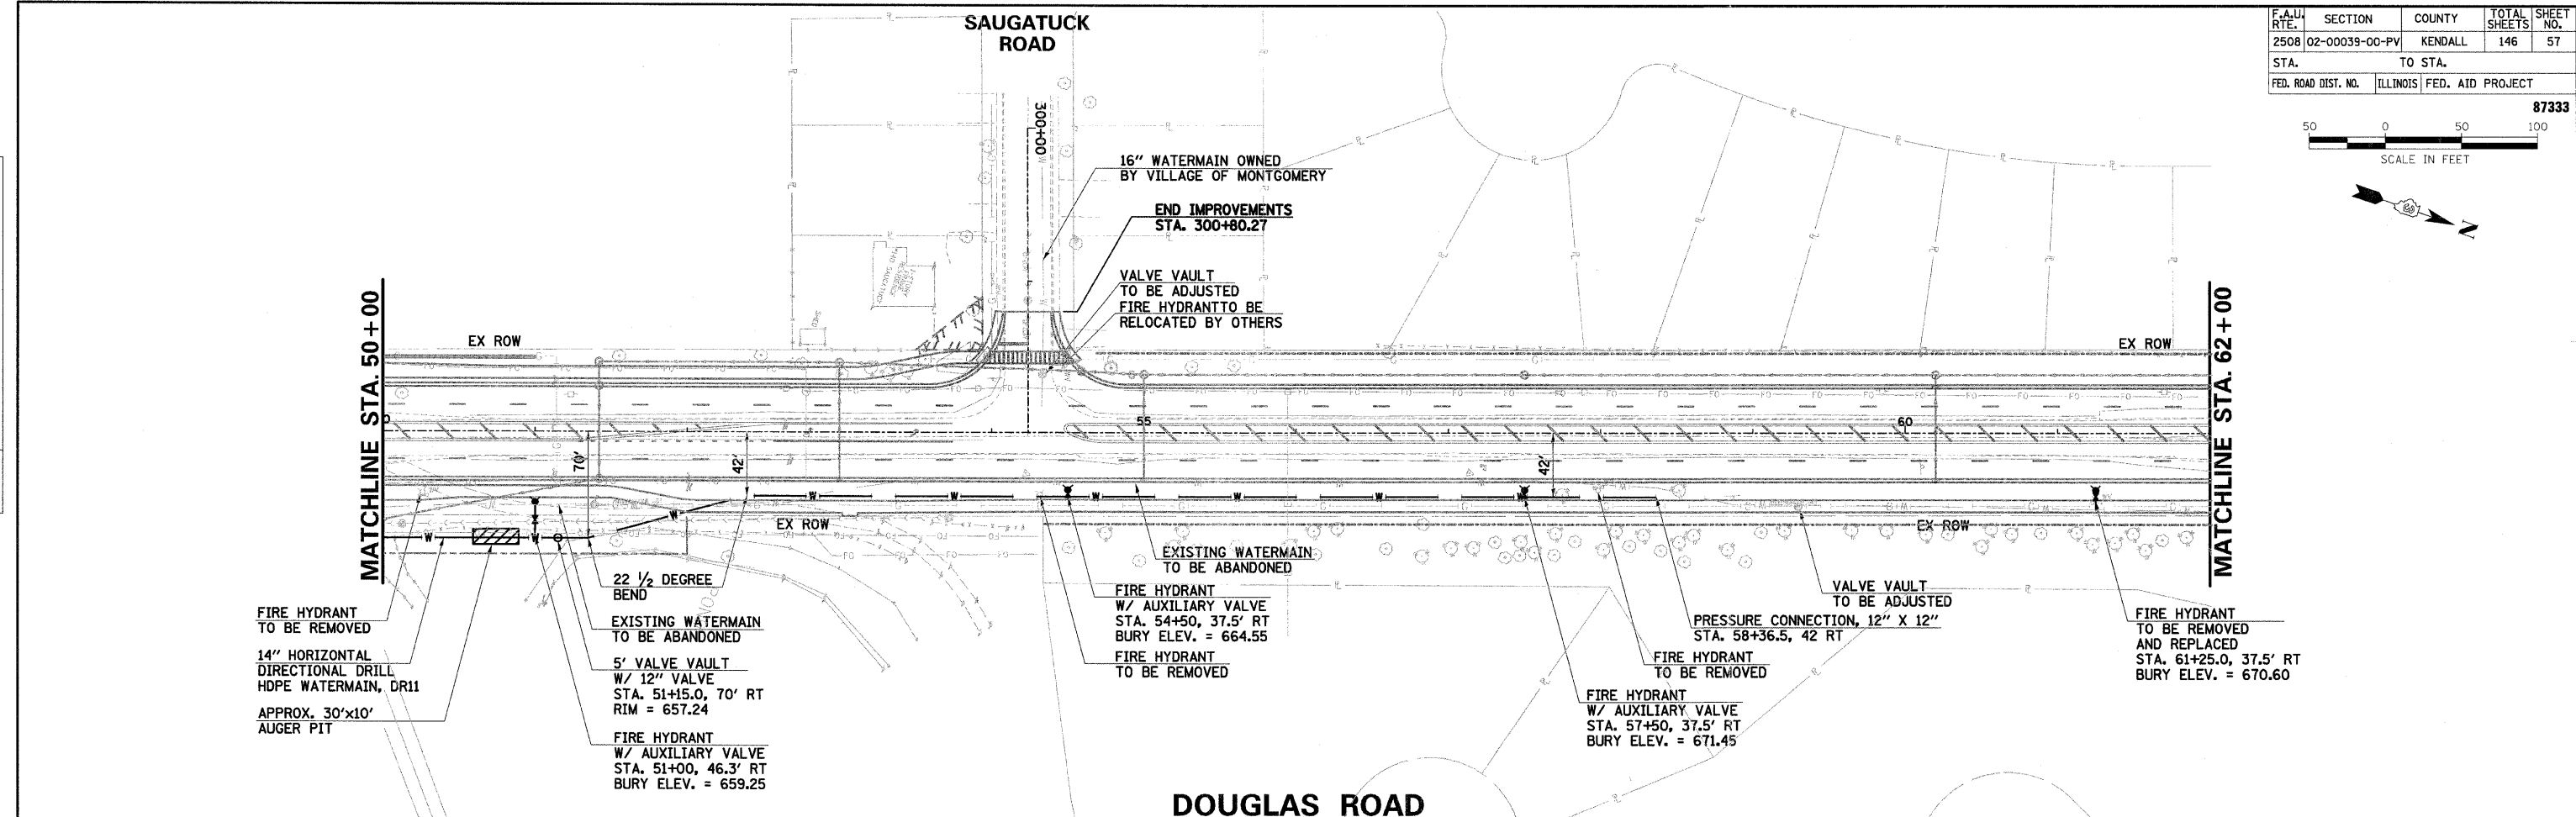 SAUGATUCK
ROAD
F.A.U. RTE. SECTION COUNTY TOTAL SHEETS SHEET NO.
2508 02-00039-00-PV KENDALL 146 57
STA. TO STA.
FED. ROAD DIST. NO. ILLINOIS FED. AID PROJECT
87333
50 0 50 100
SCALE IN FEET
N
300+00
16" WATERMAIN OWNED
BY VILLAGE OF MONTGOMERY
END IMPROVEMENTS
STA. 300+80.27
VALVE VAULT
TO BE ADJUSTED
FIRE HYDRANTTO BE
RELOCATED BY OTHERS
SHED
MATCHLINE STA. 50+00
EX ROW
EX ROW
MATCHLINE STA. 62+00
55
60
70'
42'
42'
W
W
W
W
W
W
W
W
W
W
EX ROW
EX ROW
FIRE HYDRANT
TO BE REMOVED
14" HORIZONTAL
DIRECTIONAL DRILL
HDPE WATERMAIN, DR11
APPROX. 30'x10'
AUGER PIT
22 1/2 DEGREE
BEND
EXISTING WATERMAIN
TO BE ABANDONED
5' VALVE VAULT
W/ 12" VALVE
STA. 51+15.0, 70' RT
RIM = 657.24
FIRE HYDRANT
W/ AUXILIARY VALVE
STA. 51+00, 46.3' RT
BURY ELEV. = 659.25
EXISTING WATERMAIN
TO BE ABANDONED
FIRE HYDRANT
W/ AUXILIARY VALVE
STA. 54+50, 37.5' RT
BURY ELEV. = 664.55
FIRE HYDRANT
TO BE REMOVED
VALVE VAULT
TO BE ADJUSTED
PRESSURE CONNECTION, 12" X 12"
STA. 58+36.5, 42 RT
FIRE HYDRANT
TO BE REMOVED
FIRE HYDRANT
W/ AUXILIARY VALVE
STA. 57+50, 37.5' RT
BURY ELEV. = 671.45
FIRE HYDRANT
TO BE REMOVED
AND REPLACED
STA. 61+25.0, 37.5' RT
BURY ELEV. = 670.60
DOUGLAS ROAD